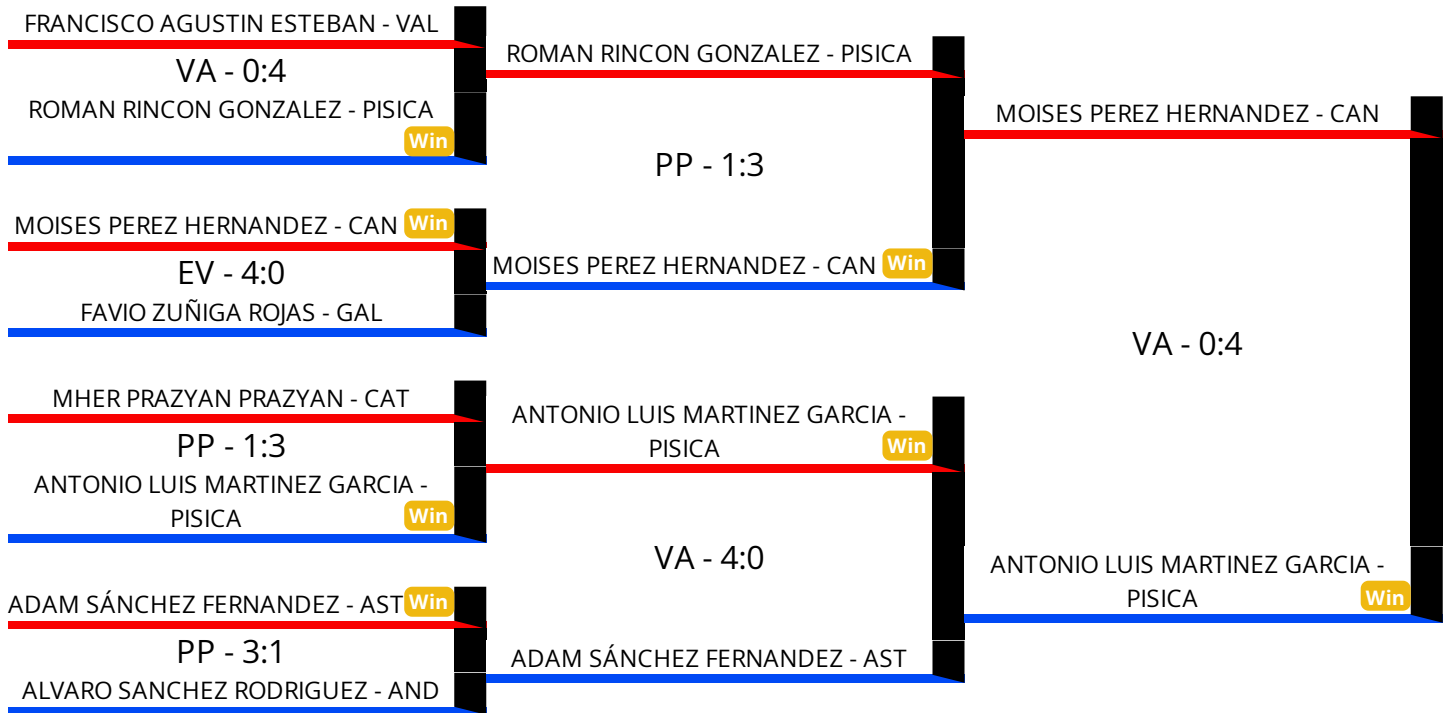 FRANCISCO AGUSTIN ESTEBAN - VAL
VA - 0:4
ROMAN RINCON GONZALEZ - PISICA
Win
MOISES PEREZ HERNANDEZ - CAN
Win
EV - 4:0
FAVIO ZUÑIGA ROJAS - GAL
MHER PRAZYAN PRAZYAN - CAT
PP - 1:3
ANTONIO LUIS MARTINEZ GARCIA -
PISICA
Win
ADAM SÁNCHEZ FERNANDEZ - AST
Win
PP - 3:1
ALVARO SANCHEZ RODRIGUEZ - AND
ROMAN RINCON GONZALEZ - PISICA
PP - 1:3
MOISES PEREZ HERNANDEZ - CAN
Win
ANTONIO LUIS MARTINEZ GARCIA -
PISICA
Win
VA - 4:0
ADAM SÁNCHEZ FERNANDEZ - AST
MOISES PEREZ HERNANDEZ - CAN
VA - 0:4
ANTONIO LUIS MARTINEZ GARCIA -
PISICA
Win